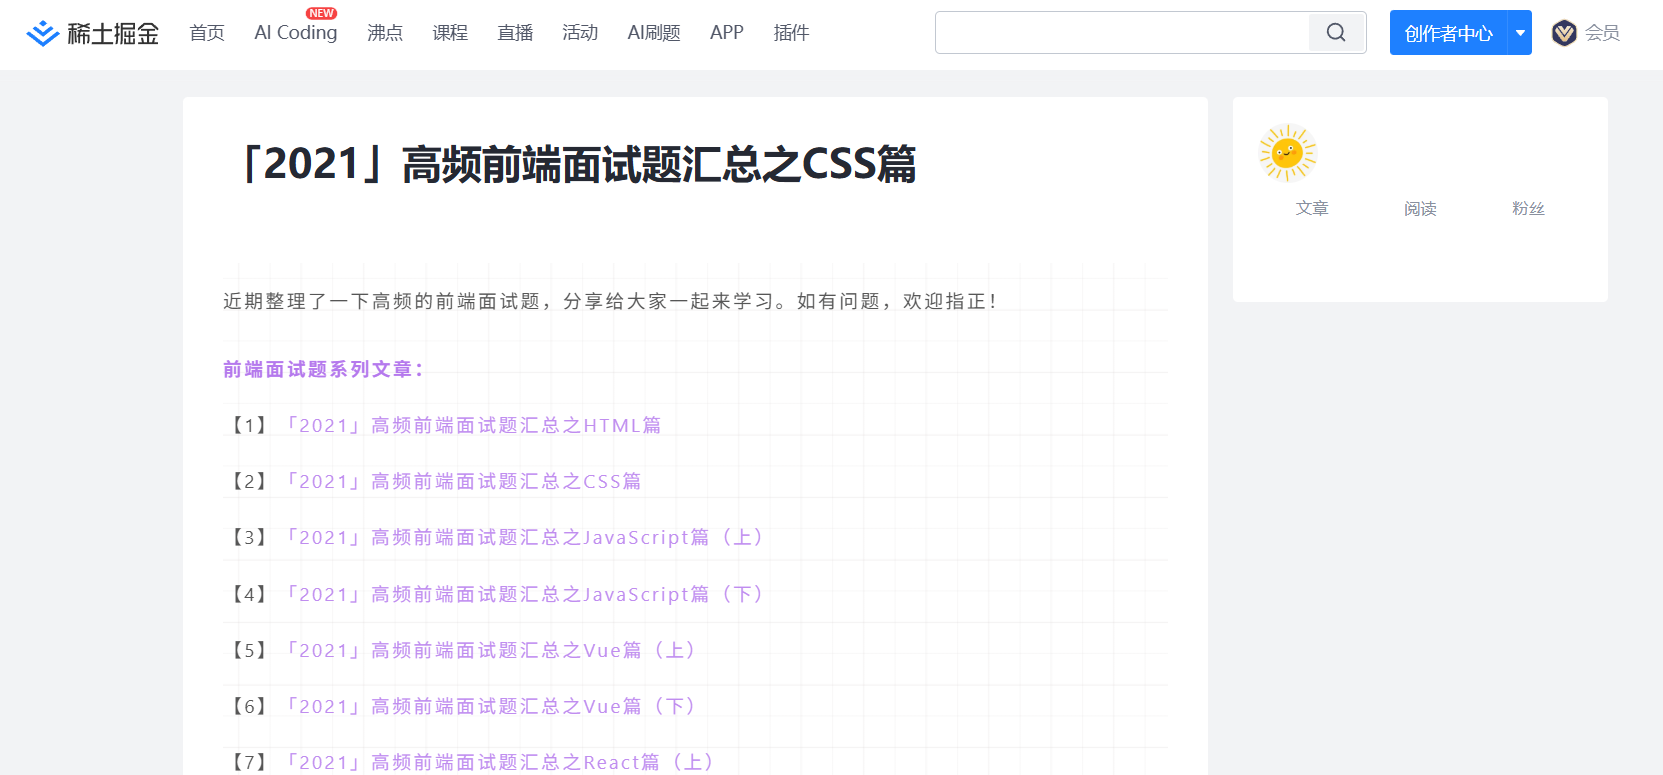 稀土掘金 首页 AI Coding NEW 沸点 课程 直播 活动 AI刷题 APP 插件 创作者中心 会员
「2021」高频前端面试题汇总之CSS篇
文章 阅读 粉丝
近期整理了一下高频的前端面试题，分享给大家一起来学习。如有问题，欢迎指正！
前端面试题系列文章：
【1】「2021」高频前端面试题汇总之HTML篇
【2】「2021」高频前端面试题汇总之CSS篇
【3】「2021」高频前端面试题汇总之JavaScript篇（上）
【4】「2021」高频前端面试题汇总之JavaScript篇（下）
【5】「2021」高频前端面试题汇总之Vue篇（上）
【6】「2021」高频前端面试题汇总之Vue篇（下）
【7】「2021」高频前端面试题汇总之React篇（上）